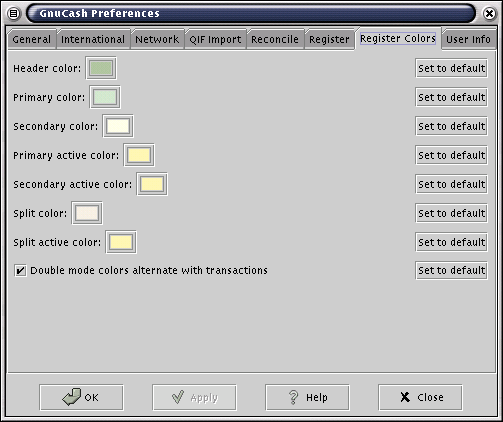 GnuCash Preferences
General International Network QIF Import Reconcile Register Register Colors User Info
Header color: Set to default
Primary color: Set to default
Secondary color: Set to default
Primary active color: Set to default
Secondary active color: Set to default
Split color: Set to default
Split active color: Set to default
Double mode colors alternate with transactions Set to default
OK Apply Help Close